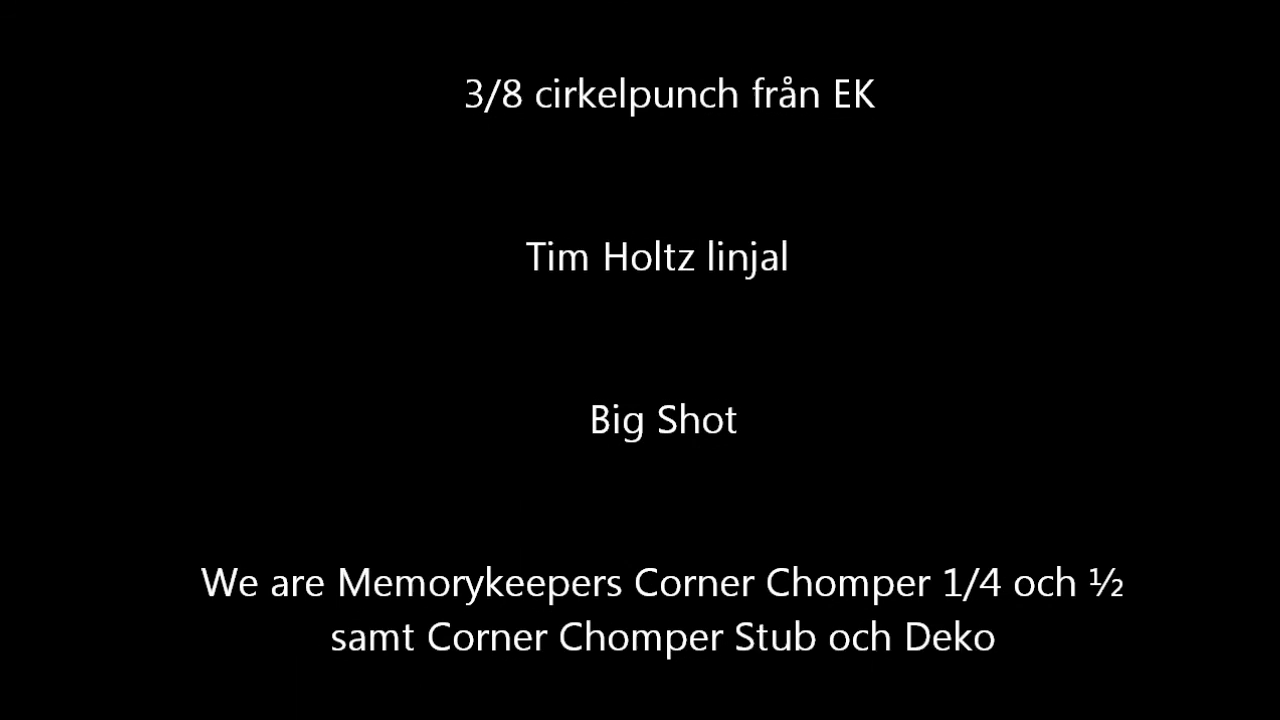 3/8 cirkelpunch från EK
Tim Holtz linjal
Big Shot
We are Memorykeepers Corner Chomper 1/4 och ½
samt Corner Chomper Stub och Deko